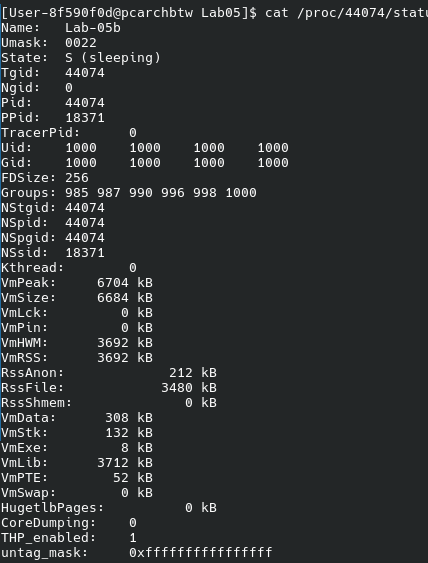 [User-8f590f0d@pcarchbtw Lab05]$ cat /proc/44074/statu
Name:   Lab-05b
Umask:  0022
State:  S (sleeping)
Tgid:   44074
Ngid:   0
Pid:    44074
PPid:   18371
TracerPid:      0
Uid:    1000    1000    1000    1000
Gid:    1000    1000    1000    1000
FDSize: 256
Groups: 985 987 990 996 998 1000
NStgid: 44074
NSpid:  44074
NSpgid: 44074
NSsid:  18371
Kthread:        0
VmPeak:     6704 kB
VmSize:     6684 kB
VmLck:         0 kB
VmPin:         0 kB
VmHWM:      3692 kB
VmRSS:      3692 kB
RssAnon:             212 kB
RssFile:            3480 kB
RssShmem:              0 kB
VmData:      308 kB
VmStk:       132 kB
VmExe:         8 kB
VmLib:      3712 kB
VmPTE:        52 kB
VmSwap:        0 kB
HugetlbPages:          0 kB
CoreDumping:    0
THP_enabled:    1
untag_mask:     0xffffffffffffffff